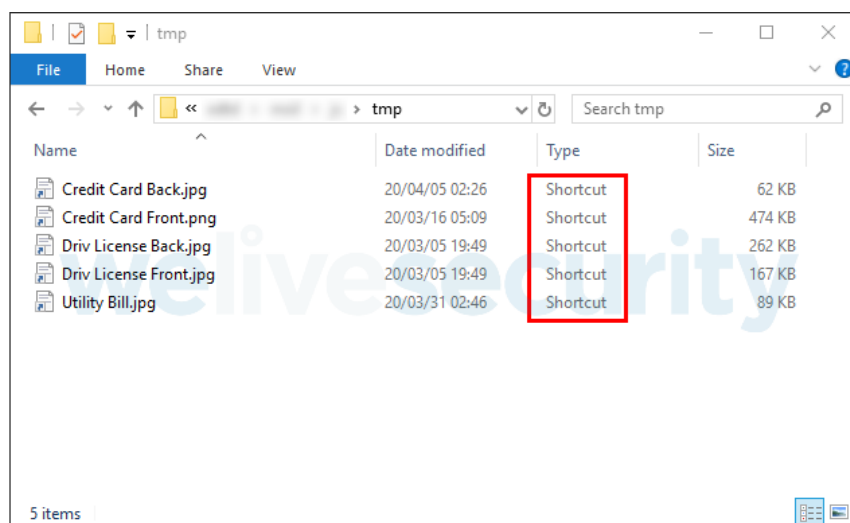 tmp
File Home Share View
« tmp Search tmp
Name Date modified Type Size
Credit Card Back.jpg 20/04/05 02:26 Shortcut 62 KB
Credit Card Front.png 20/03/16 05:09 Shortcut 474 KB
Driv License Back.jpg 20/03/05 19:49 Shortcut 262 KB
Driv License Front.jpg 20/03/05 19:49 Shortcut 167 KB
Utility Bill.jpg 20/03/31 02:46 Shortcut 89 KB
welivesecurity
5 items